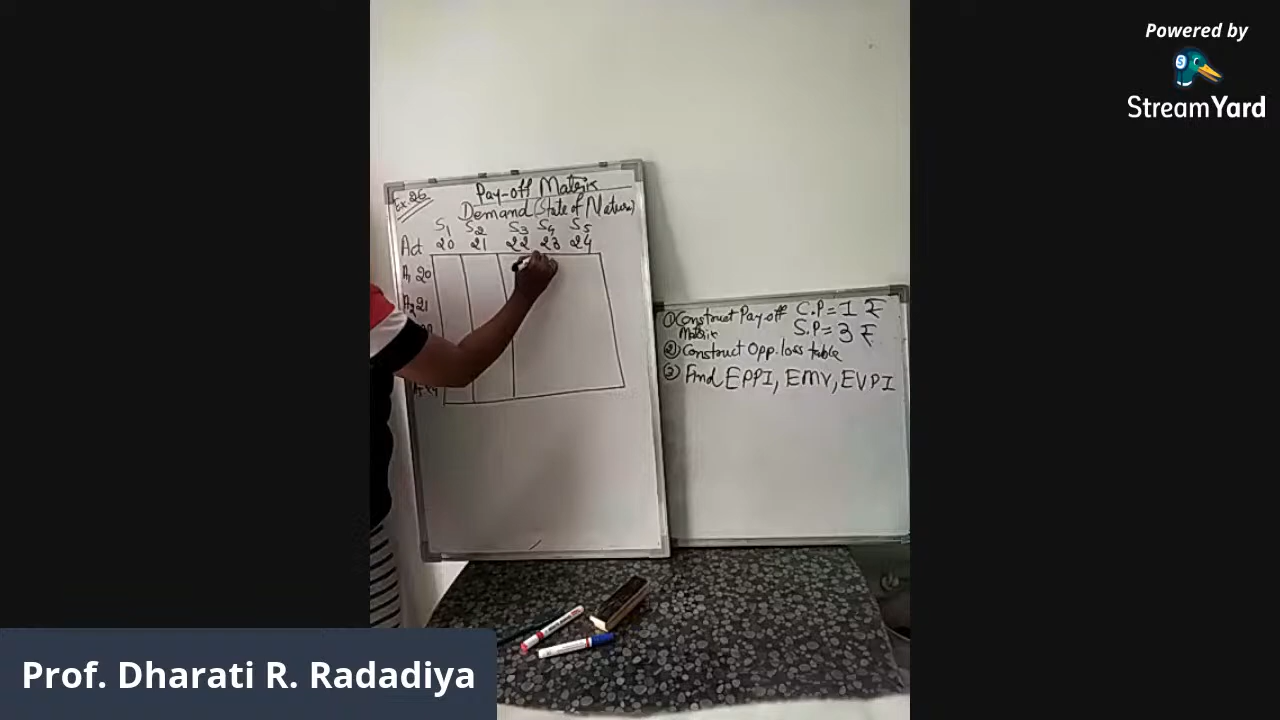 Powered by
StreamYard
Ex. 26
Pay-off Matrix
Demand (State of Nature)
S1 S2 S3 S4 S5
Act 20 21 22 23 24
A1 20
A2 21
① Construct Pay-off C.P = 1 ₹
Matrix S.P = 3 ₹
② Construct Opp. loss table
③ Find EPPI, EMV, EVPI
Prof. Dharati R. Radadiya